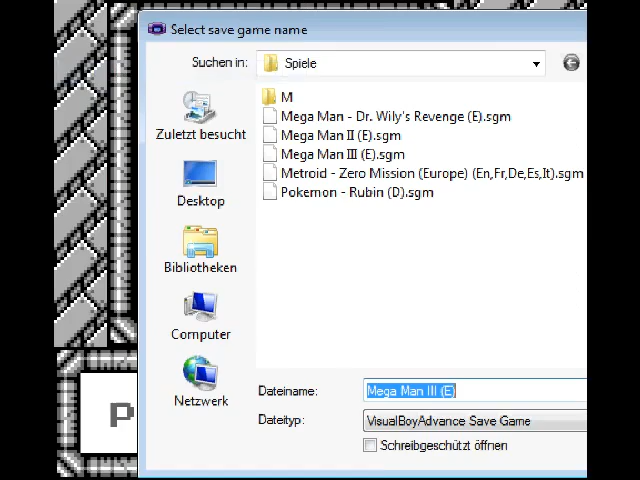 Select save game name
Suchen in:
Spiele
M
Mega Man - Dr. Wily's Revenge (E).sgm
Mega Man II (E).sgm
Mega Man III (E).sgm
Metroid - Zero Mission (Europe) (En,Fr,De,Es,It).sgm
Pokemon - Rubin (D).sgm
Zuletzt besucht
Desktop
Bibliotheken
Computer
Netzwerk
Dateiname:
Mega Man III (E)
Dateityp:
VisualBoyAdvance Save Game
Schreibgeschützt öffnen
P